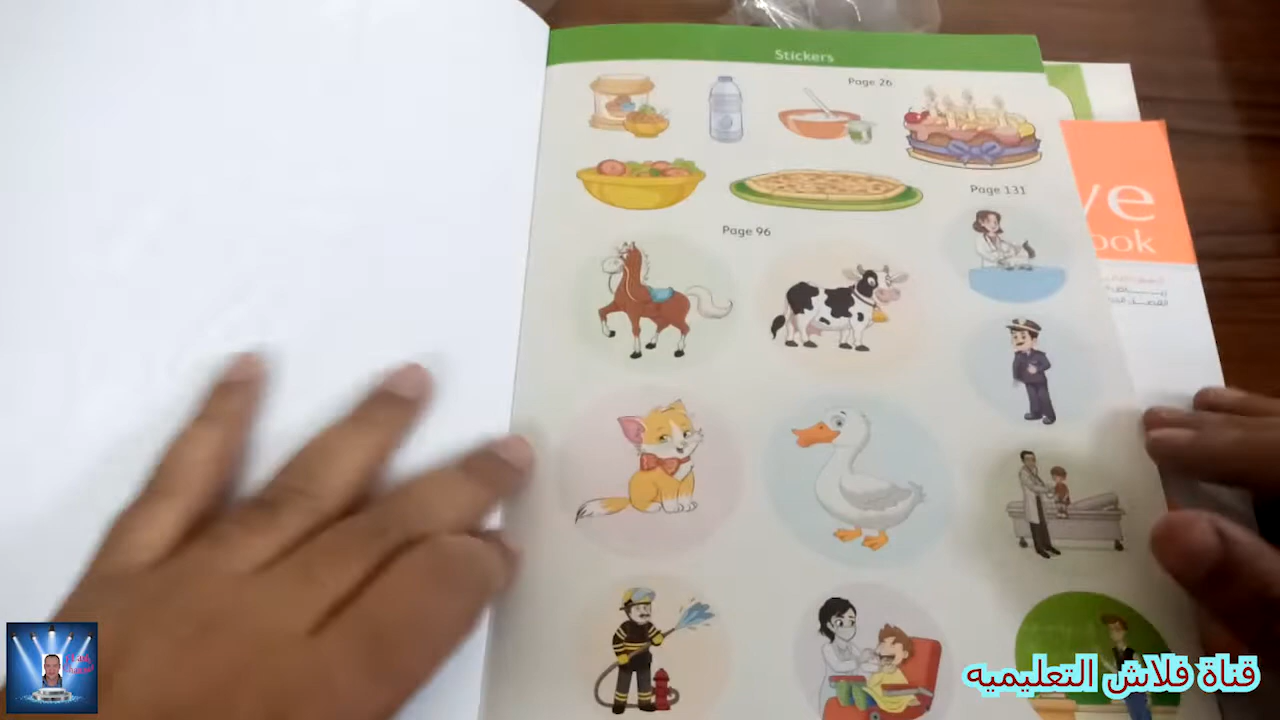 Stickers
Page 26
Page 131
Page 96
ve
ook
قناة فلاش التعليميه